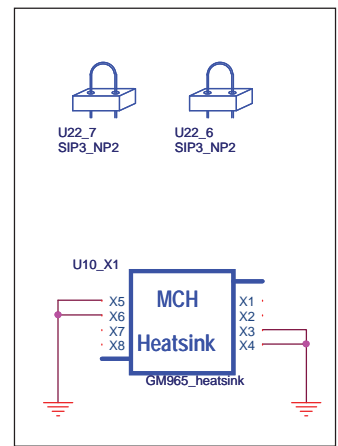 U22_7
SIP3_NP2
U22_6
SIP3_NP2
U10_X1
X5
X6
X7
X8
MCH
Heatsink
X1
X2
X3
X4
GM965_heatsink